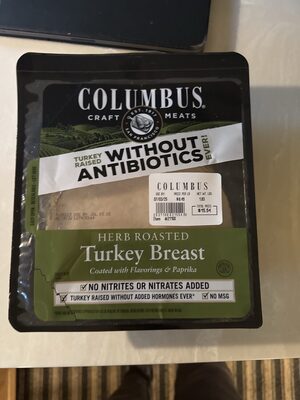 COLUMBUS
CRAFT MEATS
EST. 1917
SAN FRANCISCO
TURKEY RAISED WITHOUT ANTIBIOTICS EVER!
COLUMBUS
HERB ROASTED
Turkey Breast
Coated with Flavorings & Paprika
NO NITRITES OR NITRATES ADDED
TURKEY RAISED WITHOUT ADDED HORMONES EVER* NO MSG